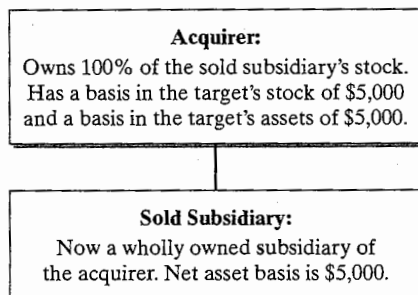 Acquirer:
Owns 100% of the sold subsidiary's stock.
Has a basis in the target's stock of $5,000
and a basis in the target's assets of $5,000.
Sold Subsidiary:
Now a wholly owned subsidiary of
the acquirer. Net asset basis is $5,000.